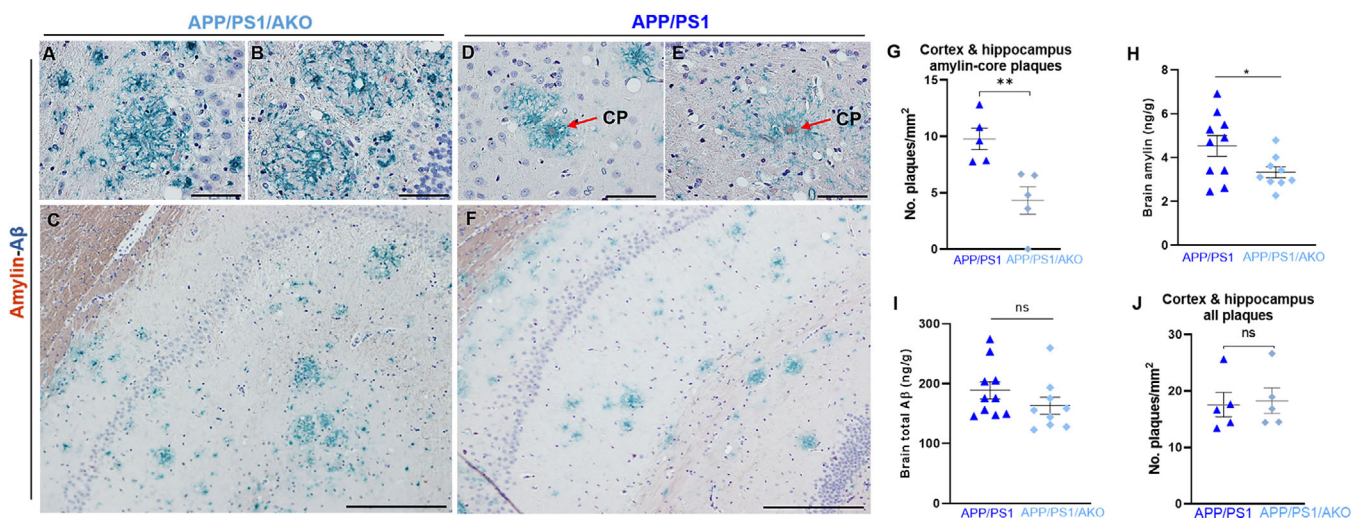 APP/PS1/AKO
APP/PS1
Amylin-Aβ
A
B
C
D
CP
E
CP
F
G
Cortex & hippocampus
amylin-core plaques
No. plaques/mm²
15
10
5
0
**
APP/PS1
APP/PS1/AKO
H
Brain amylin (ng/g)
8
6
4
2
0
*
APP/PS1
APP/PS1/AKO
I
Brain total Aβ (ng/g)
300
200
100
0
ns
APP/PS1
APP/PS1/AKO
J
Cortex & hippocampus
all plaques
No. plaques/mm²
30
20
10
0
ns
APP/PS1
APP/PS1/AKO